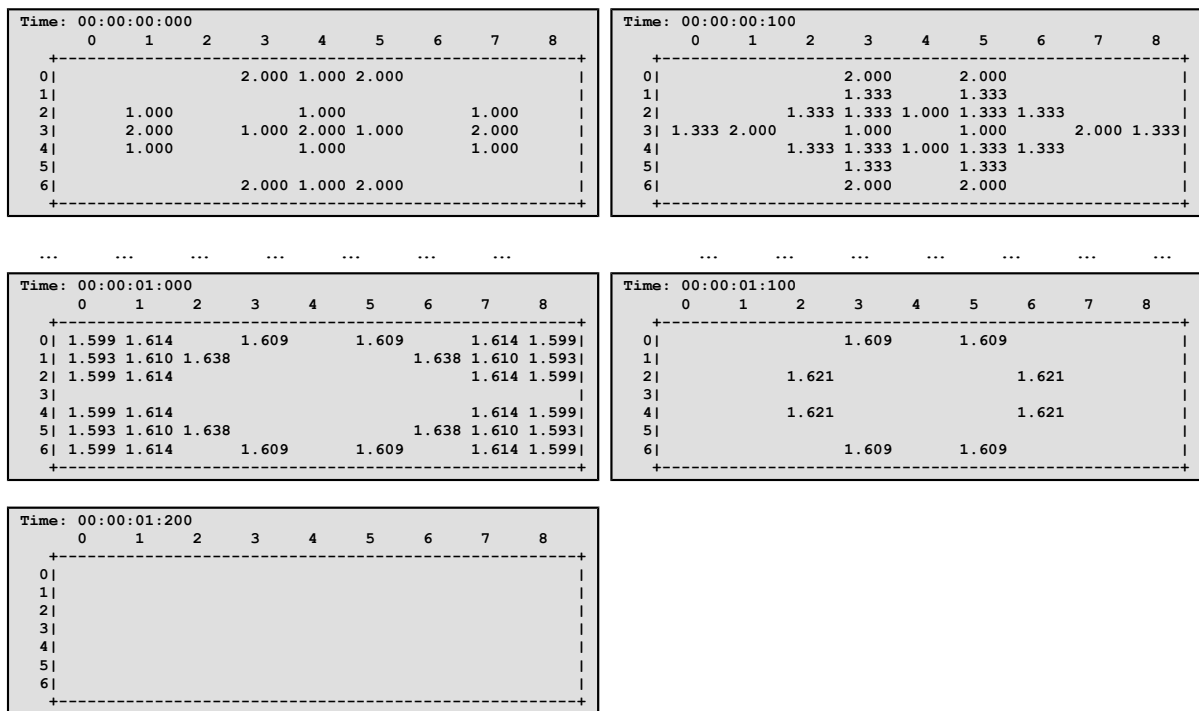 Time: 00:00:00:000
      0     1     2     3     4     5     6     7     8
   +------------------------------------------------------+
  0|                   2.000 1.000 2.000                   |
  1|                                                       |
  2|       1.000             1.000             1.000       |
  3|       2.000       1.000 2.000 1.000       2.000       |
  4|       1.000             1.000             1.000       |
  5|                                                       |
  6|                   2.000 1.000 2.000                   |
   +------------------------------------------------------+
Time: 00:00:00:100
      0     1     2     3     4     5     6     7     8
   +------------------------------------------------------+
  0|                   2.000       2.000                   |
  1|                   1.333       1.333                   |
  2|             1.333 1.333 1.000 1.333 1.333             |
  3| 1.333 2.000       1.000       1.000       2.000 1.333|
  4|             1.333 1.333 1.000 1.333 1.333             |
  5|                   1.333       1.333                   |
  6|                   2.000       2.000                   |
   +------------------------------------------------------+
... ... ... ... ... ... ...
... ... ... ... ... ... ...
Time: 00:00:01:000
      0     1     2     3     4     5     6     7     8
   +------------------------------------------------------+
  0| 1.599 1.614       1.609       1.609       1.614 1.599|
  1| 1.593 1.610 1.638                   1.638 1.610 1.593|
  2| 1.599 1.614                               1.614 1.599|
  3|                                                       |
  4| 1.599 1.614                               1.614 1.599|
  5| 1.593 1.610 1.638                   1.638 1.610 1.593|
  6| 1.599 1.614       1.609       1.609       1.614 1.599|
   +------------------------------------------------------+
Time: 00:00:01:100
      0     1     2     3     4     5     6     7     8
   +------------------------------------------------------+
  0|                   1.609       1.609                   |
  1|                                                       |
  2|             1.621                   1.621             |
  3|                                                       |
  4|             1.621                   1.621             |
  5|                                                       |
  6|                   1.609       1.609                   |
   +------------------------------------------------------+
Time: 00:00:01:200
      0     1     2     3     4     5     6     7     8
   +------------------------------------------------------+
  0|                                                       |
  1|                                                       |
  2|                                                       |
  3|                                                       |
  4|                                                       |
  5|                                                       |
  6|                                                       |
   +------------------------------------------------------+